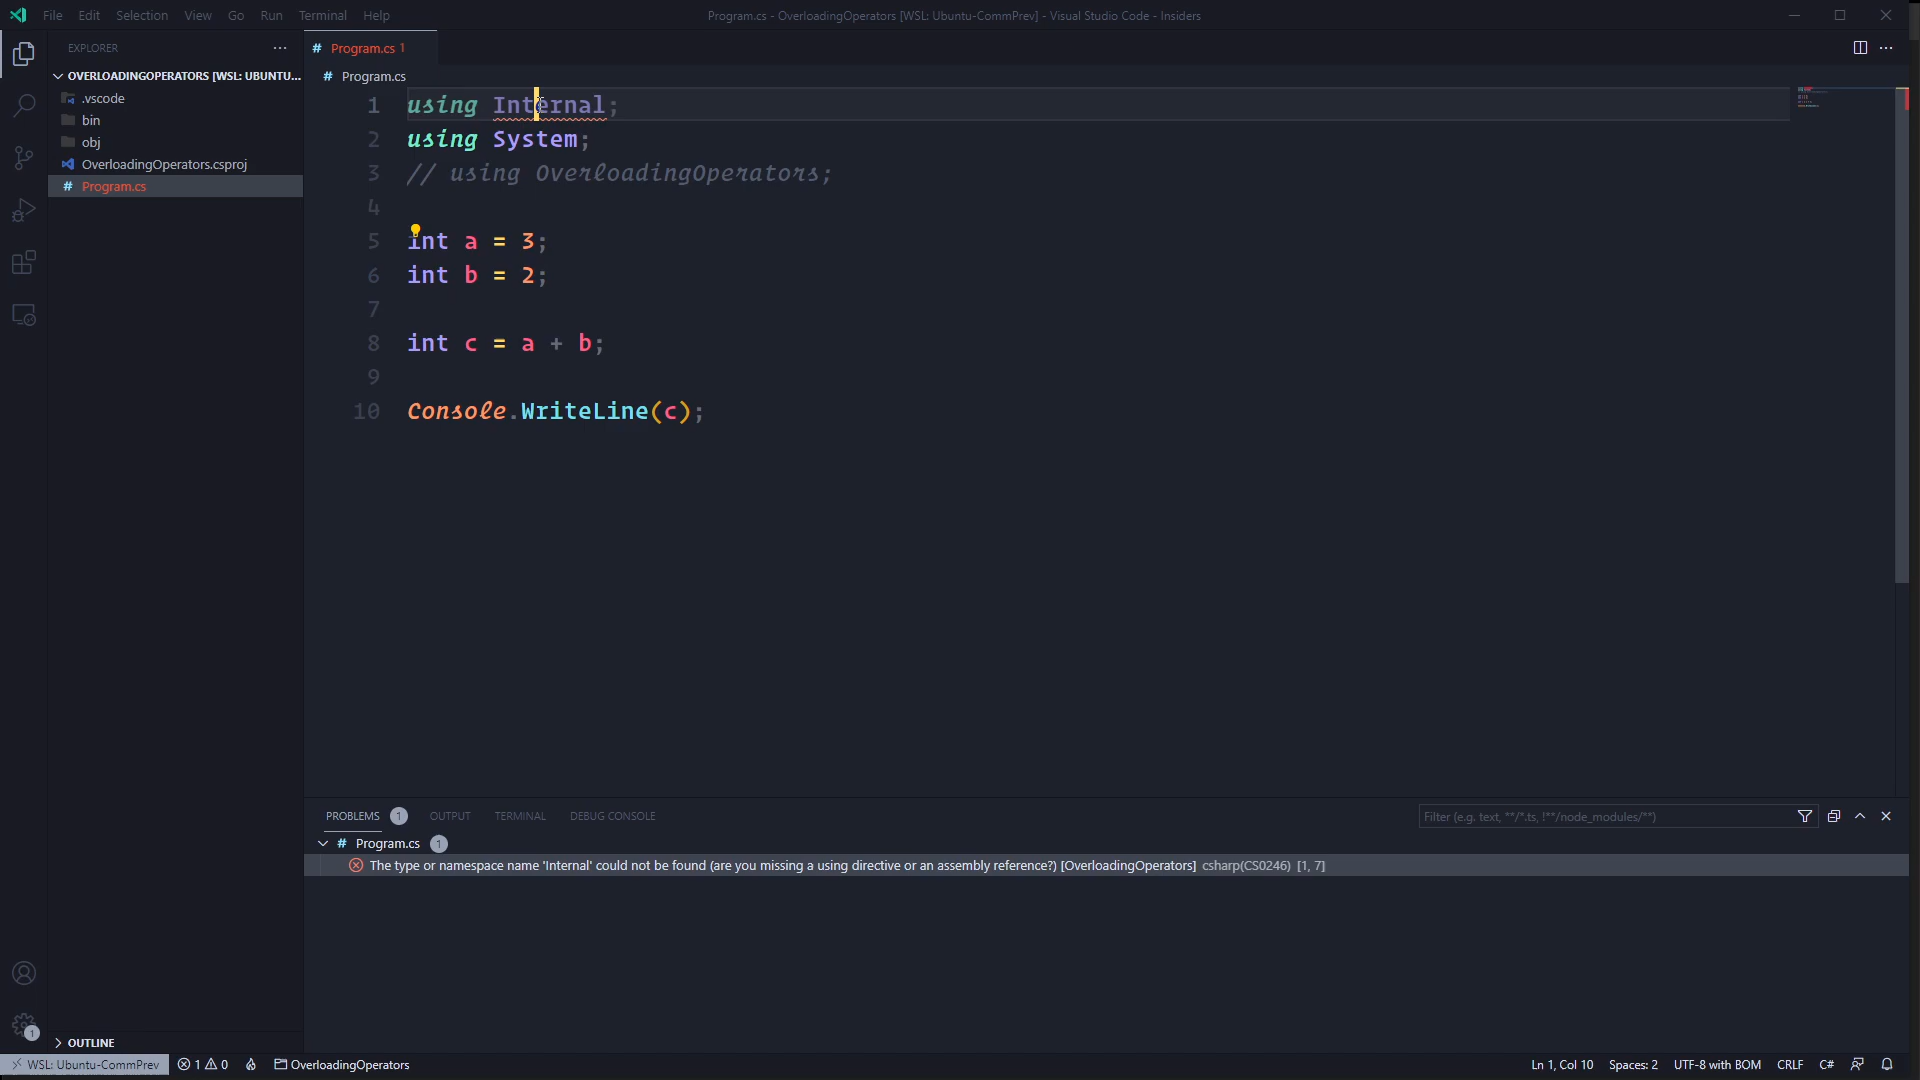 File Edit Selection View Go Run Terminal Help
Program.cs - OverloadingOperators [WSL: Ubuntu-CommPrev] - Visual Studio Code - Insiders
EXPLORER
# Program.cs 1
OVERLOADINGOPERATORS [WSL: UBUNTU...
# Program.cs
.vscode
bin
obj
OverloadingOperators.csproj
# Program.cs
1 using Internal;
2 using System;
3 // using OverloadingOperators;
4
5 int a = 3;
6 int b = 2;
7
8 int c = a + b;
9
10 Console.WriteLine(c);
PROBLEMS 1 OUTPUT TERMINAL DEBUG CONSOLE
Filter (e.g. text, **/*.ts, !**/node_modules/**)
# Program.cs 1
The type or namespace name 'Internal' could not be found (are you missing a using directive or an assembly reference?) [OverloadingOperators] csharp(CS0246) [1, 7]
1
OUTLINE
WSL: Ubuntu-CommPrev 1 0 OverloadingOperators
Ln 1, Col 10 Spaces: 2 UTF-8 with BOM CRLF C#